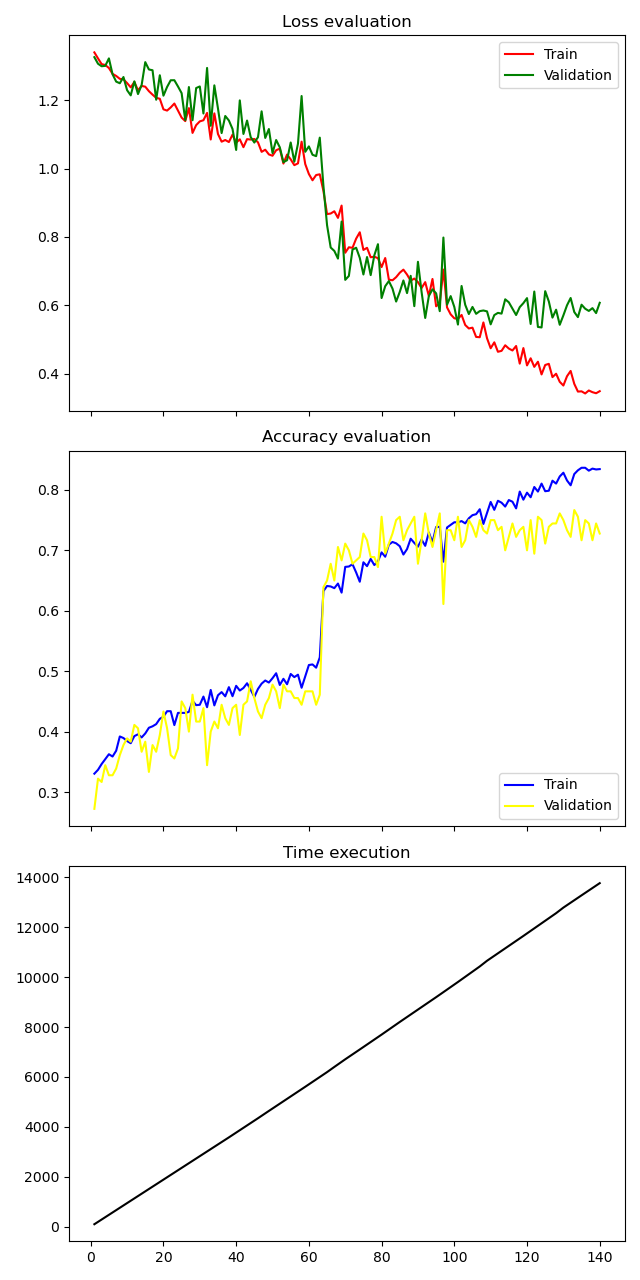 Loss evaluation
Train
Validation
1.2
1.0
0.8
0.6
0.4
Accuracy evaluation
0.8
0.7
0.6
0.5
0.4
0.3
Train
Validation
Time execution
14000
12000
10000
8000
6000
4000
2000
0
0 20 40 60 80 100 120 140